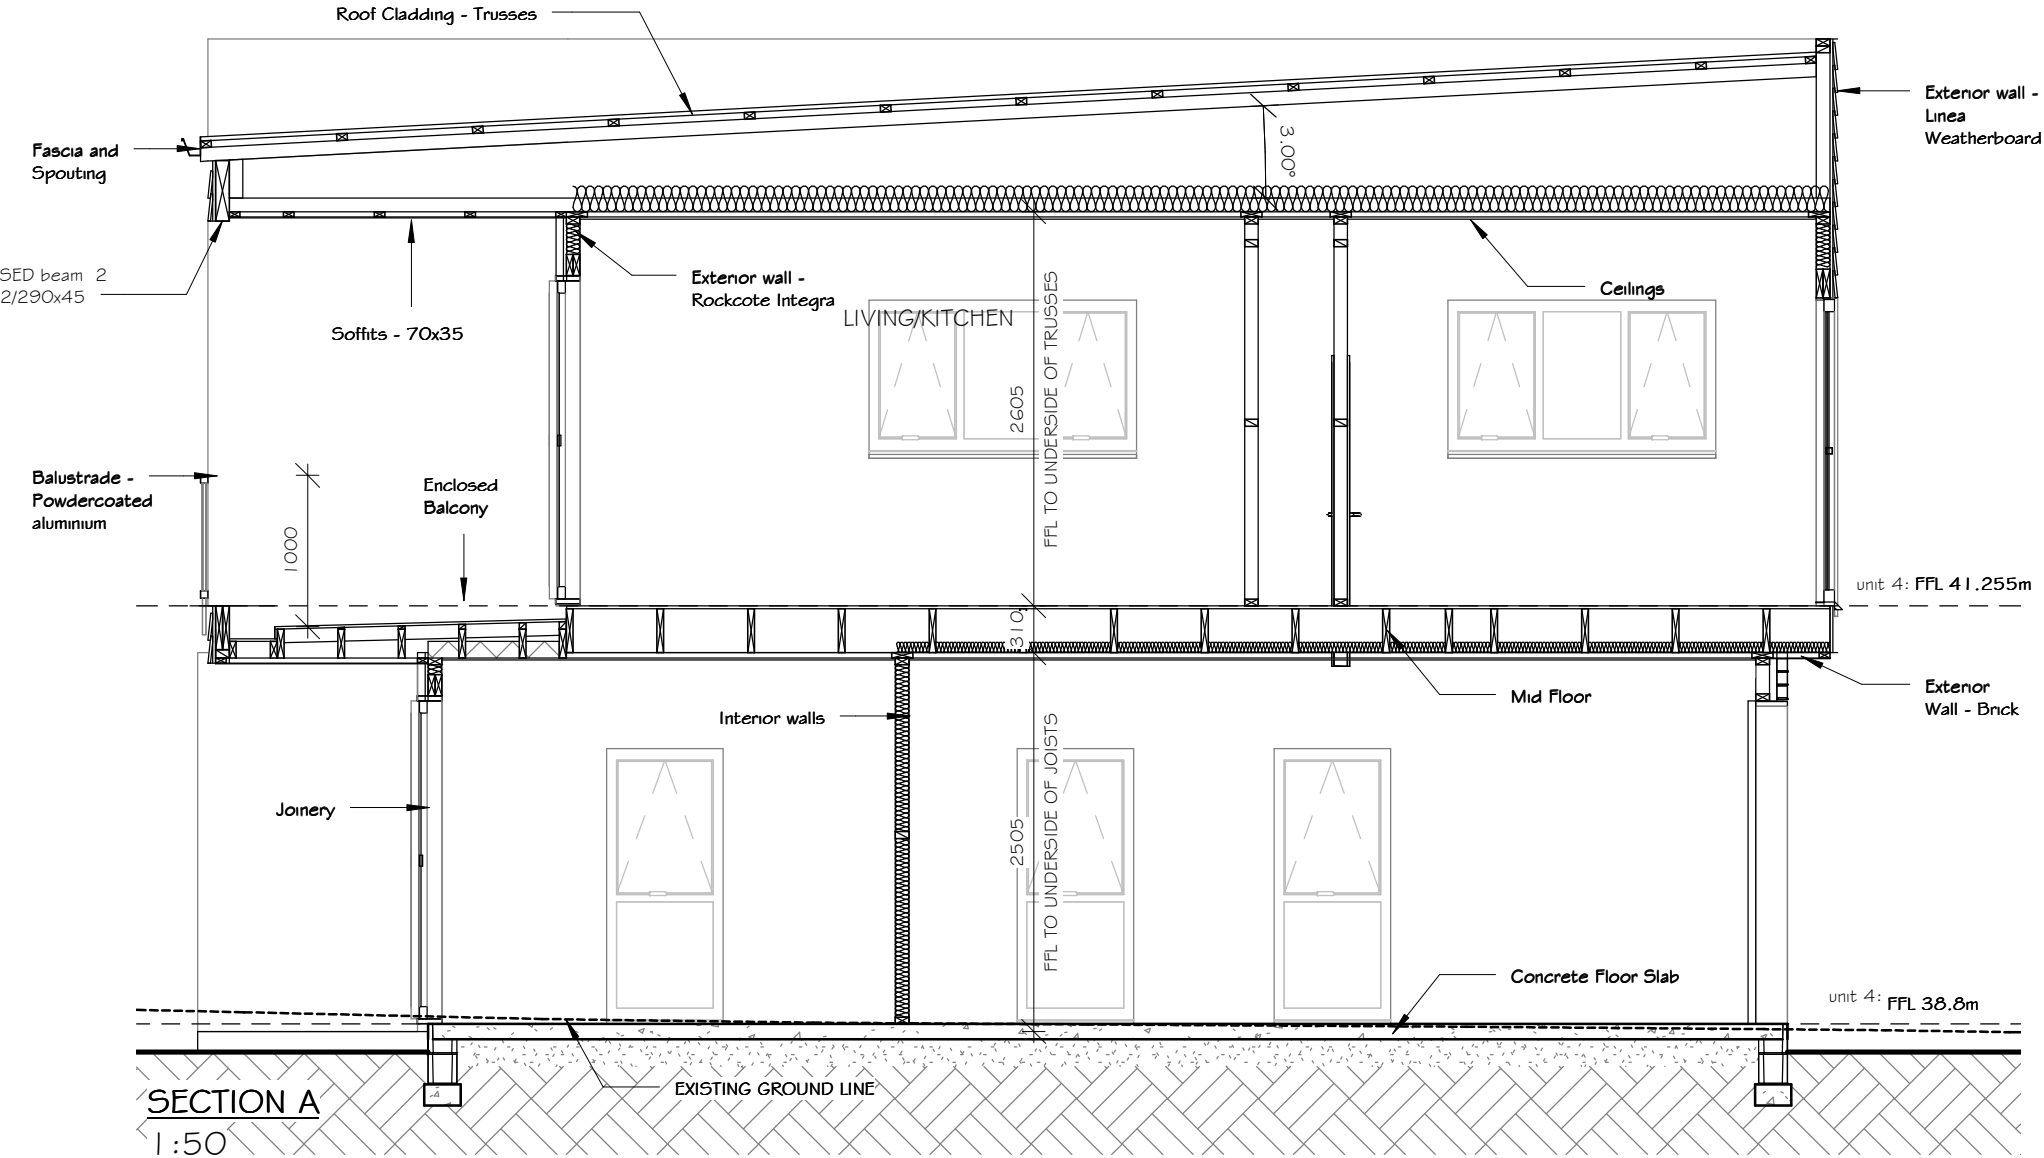 Roof Cladding - Trusses
Exterior wall -
Linea
Weatherboard
Fascia and
Spouting
3.00°
SED beam 2
2/290x45
Exterior wall -
Rockcote Integra
Ceilings
LIVING/KITCHEN
Soffits - 70x35
2605
FFL TO UNDERSIDE OF TRUSSES
Balustrade -
Powdercoated
aluminium
Enclosed
Balcony
1000
unit 4: FFL 41.255m
310
Mid Floor
Exterior
Wall - Brick
Interior walls
Joinery
2505
FFL TO UNDERSIDE OF JOISTS
Concrete Floor Slab
unit 4: FFL 38.8m
EXISTING GROUND LINE
SECTION A
1:50